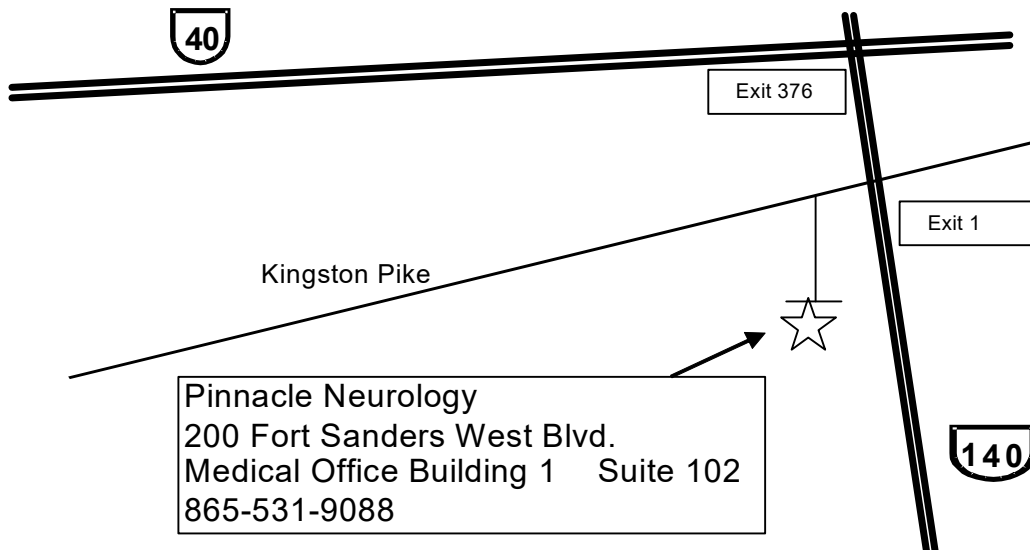 40
Exit 376
Exit 1
Kingston Pike
Pinnacle Neurology
200 Fort Sanders West Blvd.
Medical Office Building 1    Suite 102
865-531-9088
140